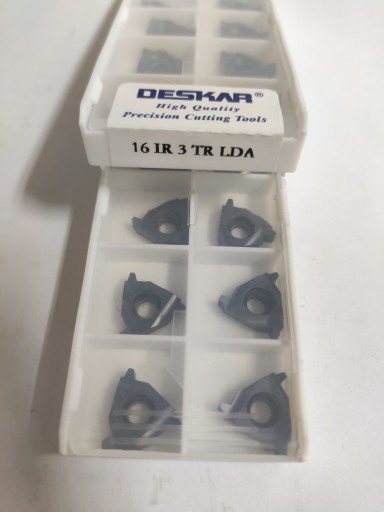 DESKAR®
High Quality
Precision Cutting Tools
16 IR 3 TR LDA